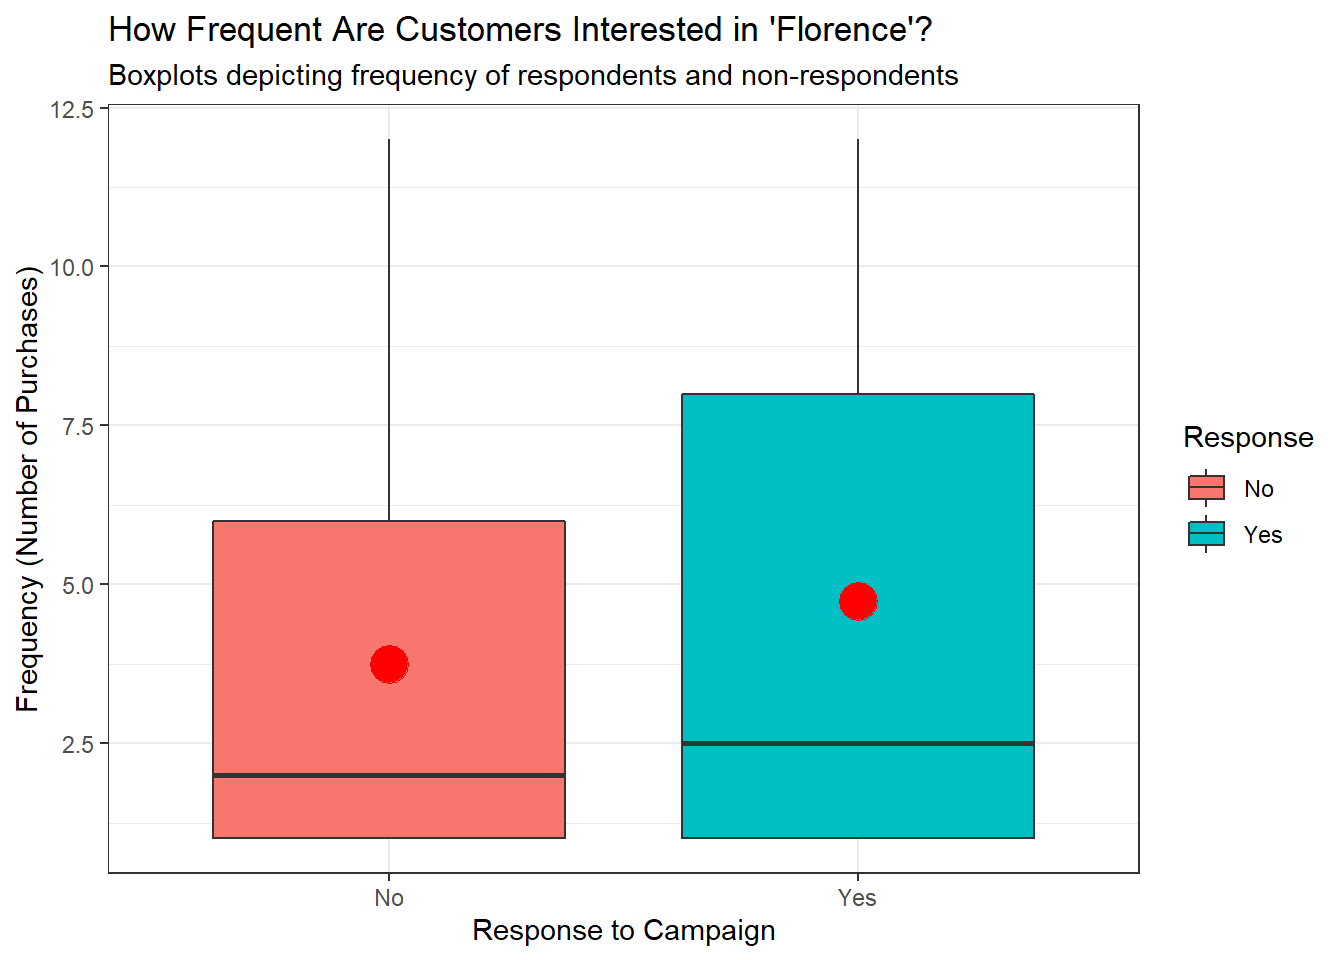 How Frequent Are Customers Interested in 'Florence'?
Boxplots depicting frequency of respondents and non-respondents
Frequency (Number of Purchases)
12.5
10.0
7.5
5.0
2.5
No
Yes
Response to Campaign
Response
No
Yes